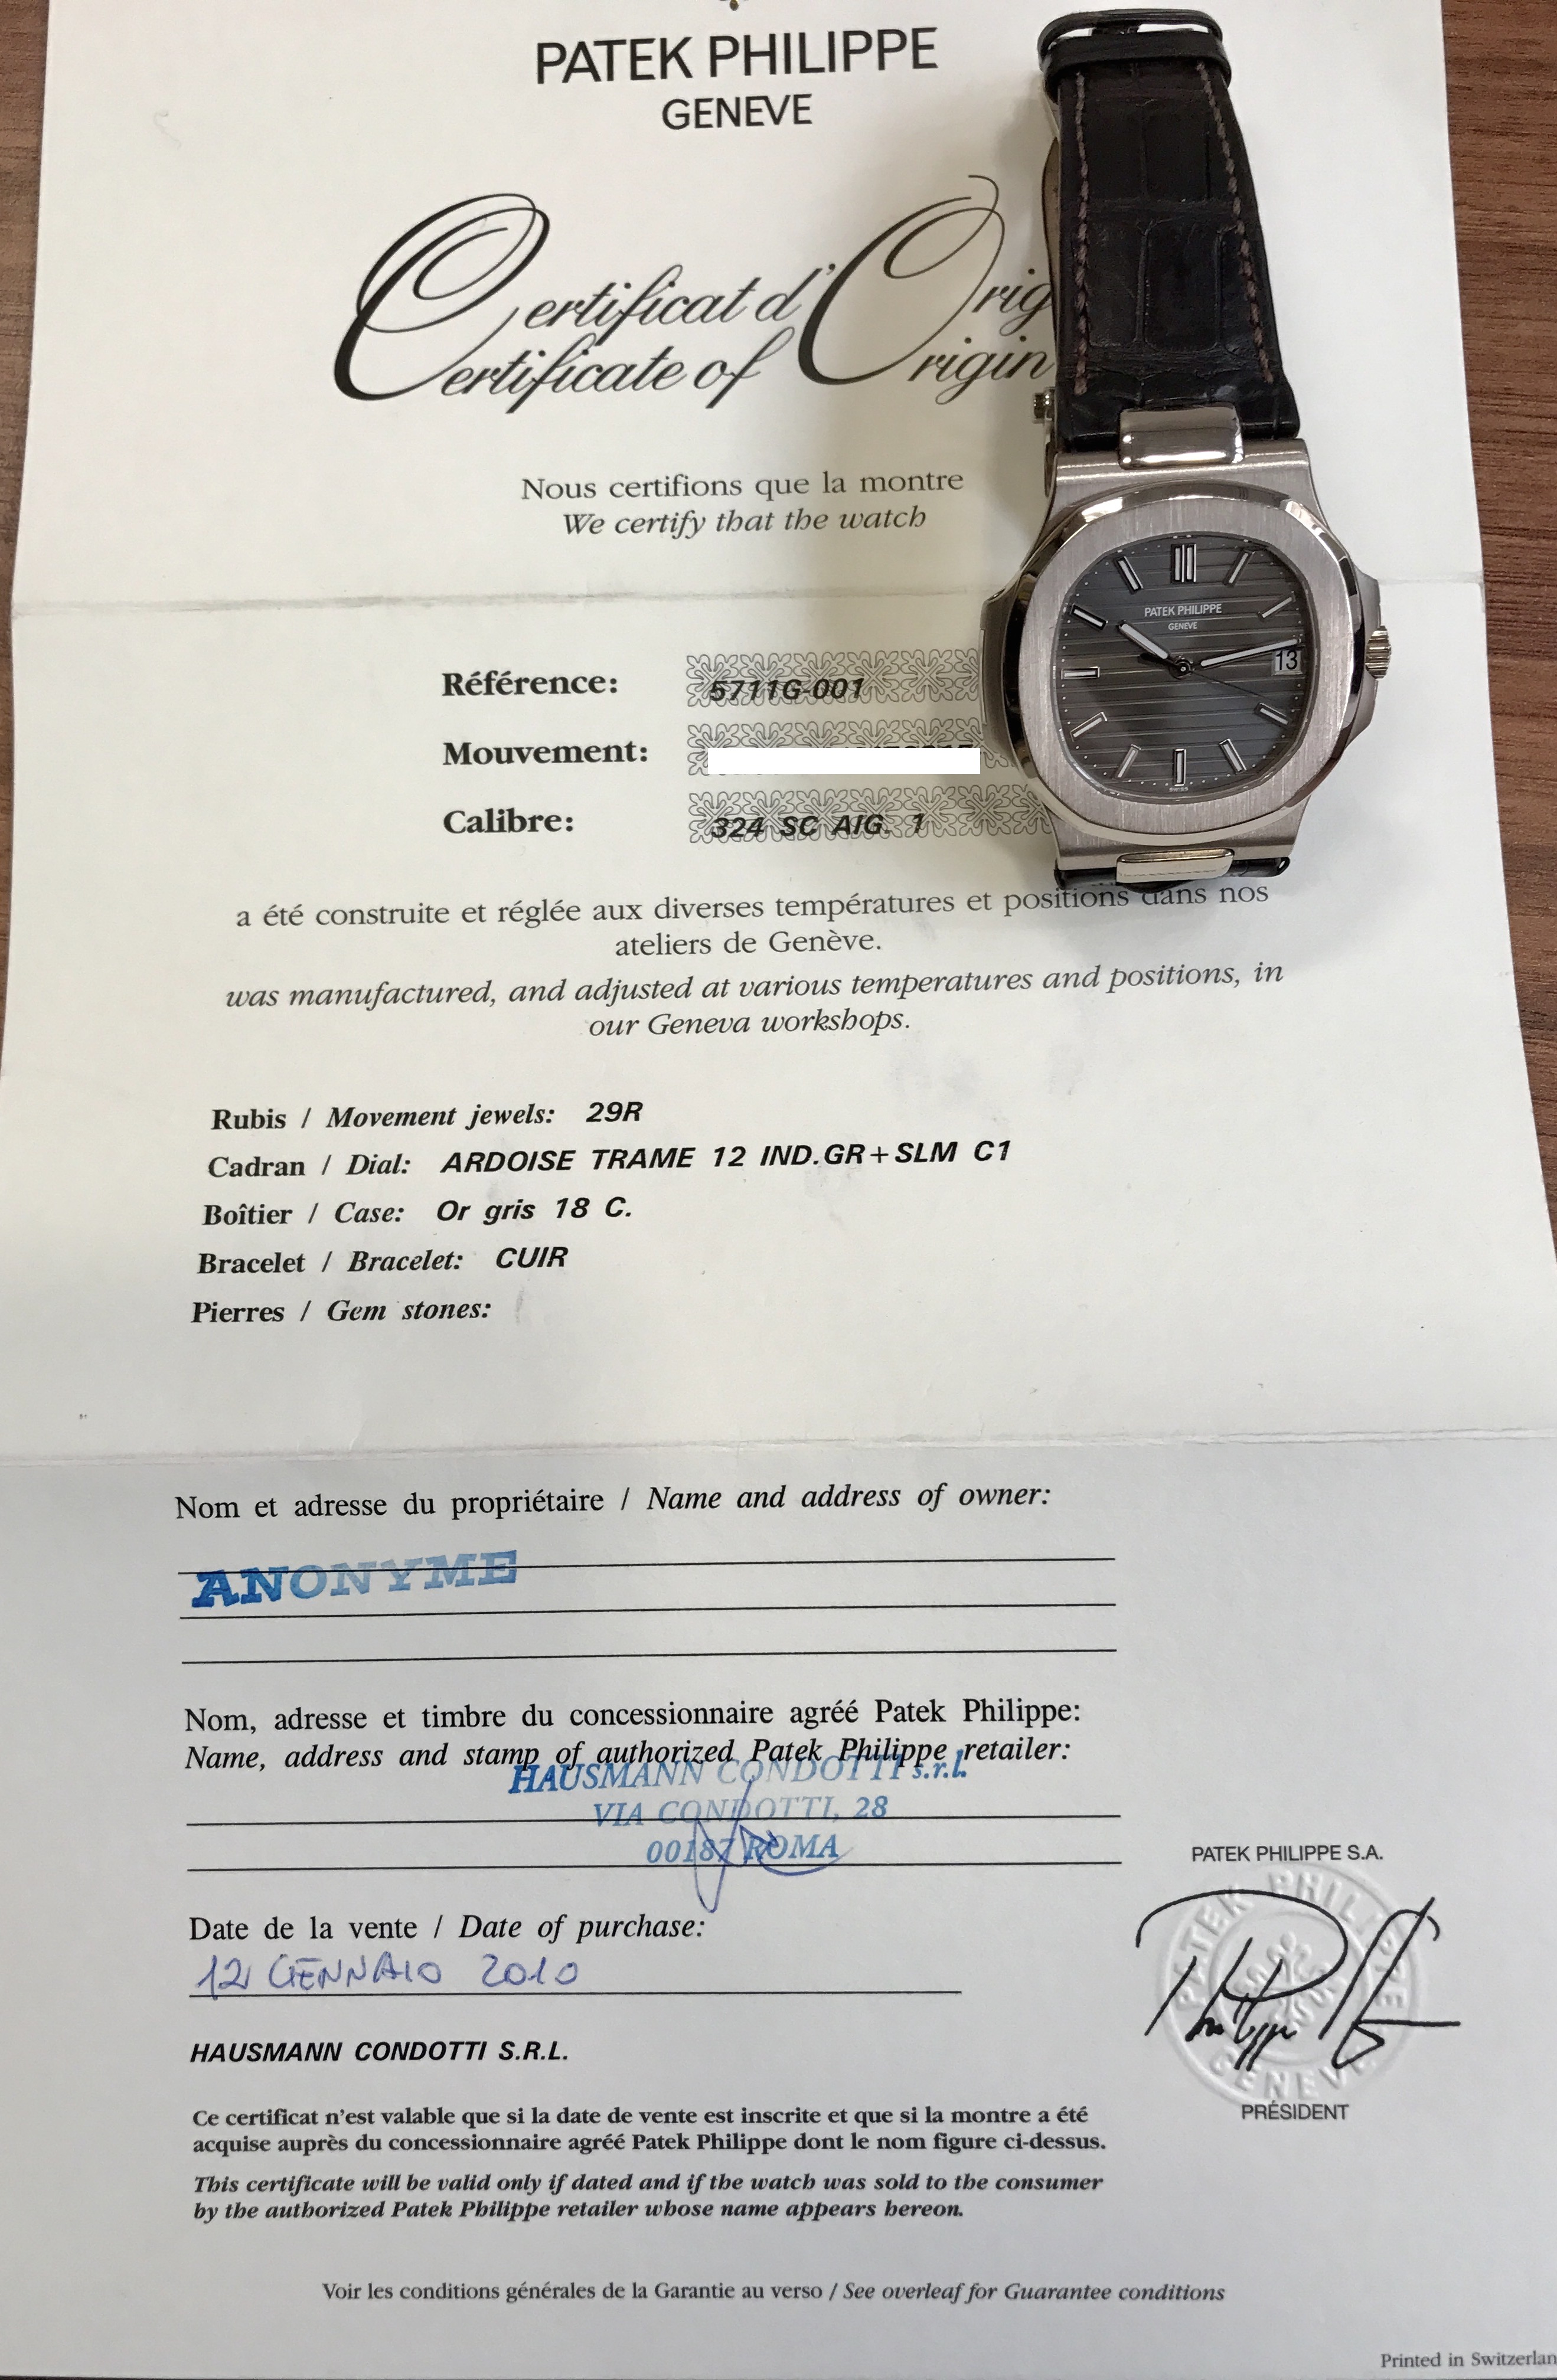 PATEK PHILIPPE
GENEVE
Certificat d'Orig
Certificate of Origin
Nous certifions que la montre
We certify that the watch
PATEK PHILIPPE
GENEVE
13
SWISS
Référence: 5711G-001
Mouvement:
Calibre: 324 SC AIG. 1
a été construite et réglée aux diverses températures et positions dans nos
ateliers de Genève.
was manufactured, and adjusted at various temperatures and positions, in
our Geneva workshops.
Rubis / Movement jewels: 29R
Cadran / Dial: ARDOISE TRAME 12 IND.GR+SLM C1
Boîtier / Case: Or gris 18 C.
Bracelet / Bracelet: CUIR
Pierres / Gem stones:
Nom et adresse du propriétaire / Name and address of owner:
ANONYME
Nom, adresse et timbre du concessionnaire agréé Patek Philippe:
Name, address and stamp of authorized Patek Philippe retailer:
HAUSMANN CONDOTTI s.r.l.
VIA CONDOTTI, 28
00187 ROMA
Date de la vente / Date of purchase:
12 GENNAIO 2010
HAUSMANN CONDOTTI S.R.L.
PATEK PHILIPPE S.A.
PATEK PHILIPPE
GENEVE
PRÉSIDENT
Ce certificat n'est valable que si la date de vente est inscrite et que si la montre a été
acquise auprès du concessionnaire agréé Patek Philippe dont le nom figure ci-dessus.
This certificate will be valid only if dated and if the watch was sold to the consumer
by the authorized Patek Philippe retailer whose name appears hereon.
Voir les conditions générales de la Garantie au verso / See overleaf for Guarantee conditions
Printed in Switzerlan